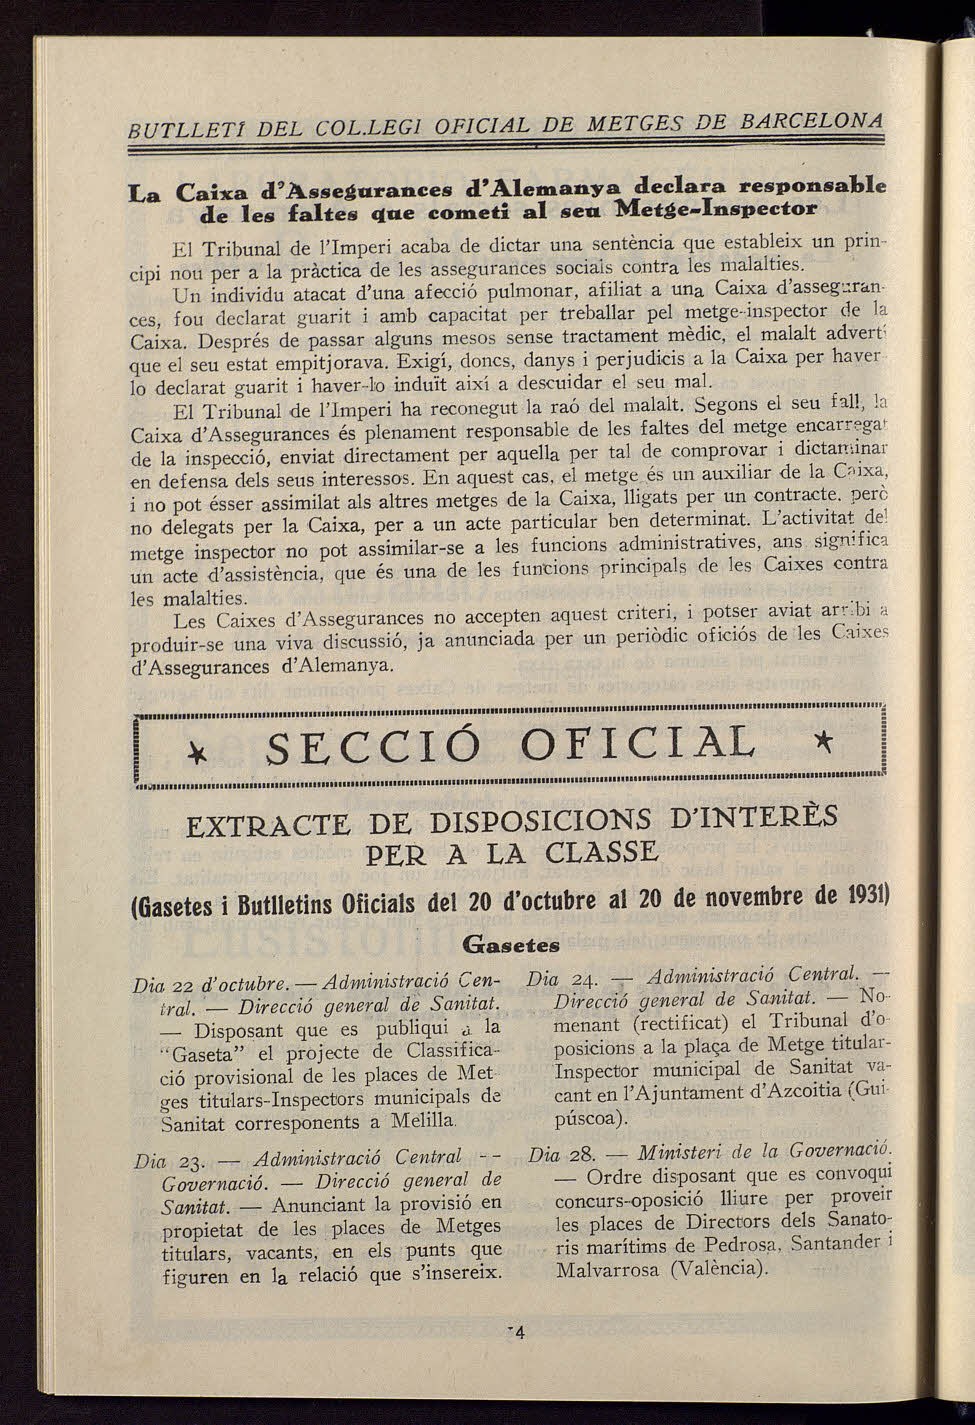 BUTLLETÍ DEL COL.LEGI OFICIAL DE METGES DE BARCELONA
La Caixa d'Assegurances d'Alemanya declara responsable
de les faltes que cometi al seu Metge-Inspector
El Tribunal de l'Imperi acaba de dictar una sentència que estableix un prin-
cipi nou per a la pràctica de les assegurances socials contra les malalties.
Un individu atacat d'una afecció pulmonar, afiliat a una Caixa d'asseguran-
ces, fou declarat guarit i amb capacitat per treballar pel metge-inspector de la
Caixa. Després de passar alguns mesos sense tractament mèdic, el malalt advertí
que el seu estat empitjorava. Exigí, doncs, danys i perjudicis a la Caixa per haver-
lo declarat guarit i haver-lo induït així a descuidar el seu mal.
El Tribunal de l'Imperi ha reconegut la raó del malalt. Segons el seu fall, la
Caixa d'Assegurances és plenament responsable de les faltes del metge encarregat
de la inspecció, enviat directament per aquella per tal de comprovar i dictaminar
en defensa dels seus interessos. En aquest cas, el metge és un auxiliar de la Caixa,
i no pot ésser assimilat als altres metges de la Caixa, lligats per un contracte, però
no delegats per la Caixa, per a un acte particular ben determinat. L'activitat del
metge inspector no pot assimilar-se a les funcions administratives, ans significa
un acte d'assistència, que és una de les funcions principals de les Caixes contra
les malalties.
Les Caixes d'Assegurances no accepten aquest criteri, i potser aviat arribi a
produir-se una viva discussió, ja anunciada per un periòdic oficiós de les Caixes
d'Assegurances d'Alemanya.
* SECCIÓ OFICIAL *
EXTRACTE DE DISPOSICIONS D'INTERÈS
PER A LA CLASSE
(Gasetes i Butlletins Oficials del 20 d'octubre al 20 de novembre de 1931)
Gasetes
Dia 22 d'octubre. — Administració Cen-
tral. — Direcció general de Sanitat.
— Disposant que es publiqui a la
"Gaseta" el projecte de Classifica-
ció provisional de les places de Met-
ges titulars-Inspectors municipals de
Sanitat corresponents a Melilla.
Dia 23. — Administració Central --
Governació. — Direcció general de
Sanitat. — Anunciant la provisió en
propietat de les places de Metges
titulars, vacants, en els punts que
figuren en la relació que s'insereix.
Dia 24. — Administració Central. —
Direcció general de Sanitat. — No-
menant (rectificat) el Tribunal d'o-
posicions a la plaça de Metge titular-
Inspector municipal de Sanitat va-
cant en l'Ajuntament d'Azcoitia (Gui-
púscoa).
Dia 28. — Ministeri de la Governació.
— Ordre disposant que es convoqui
concurs-oposició lliure per proveir
les places de Directors dels Sanato-
ris marítims de Pedrosa, Santander i
Malvarrosa (València).
4